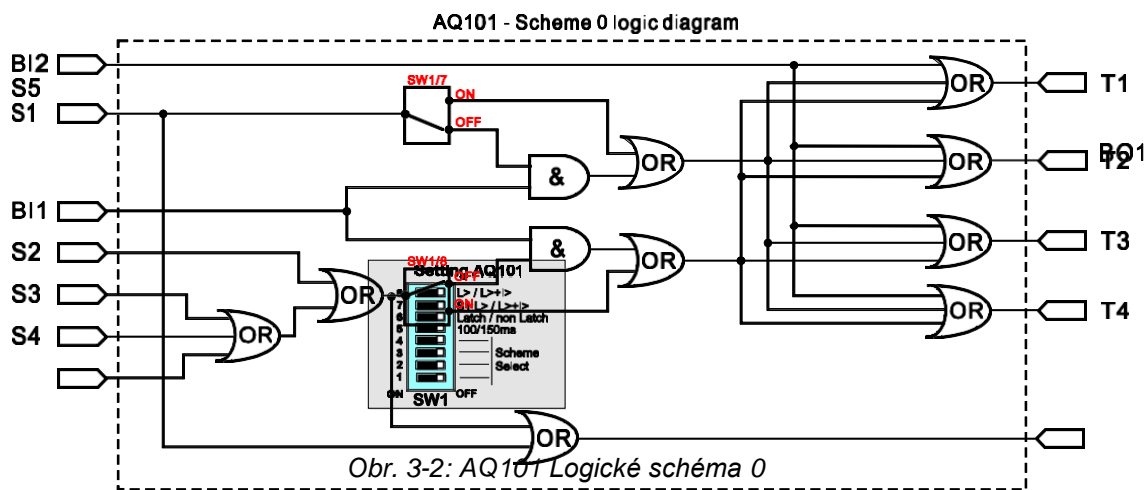 AQ101 - Scheme 0 logic diagram
BI2
S5
S1
SW1/7
ON
OFF
OR
T1
OR
&
OR
BO1
T2
BI1
S2
&
OR
OR
T3
SW1/8
Setting AQ101
OFF
S3
OR
8
L> / L>+I>
ON
7
L> / L>+I>
OR
T4
S4
OR
6
Latch / non Latch
5
100/150ms
4
3
Scheme
2
Select
1
ON
OFF
SW1
OR
Obr. 3-2: AQ101 Logické schéma 0